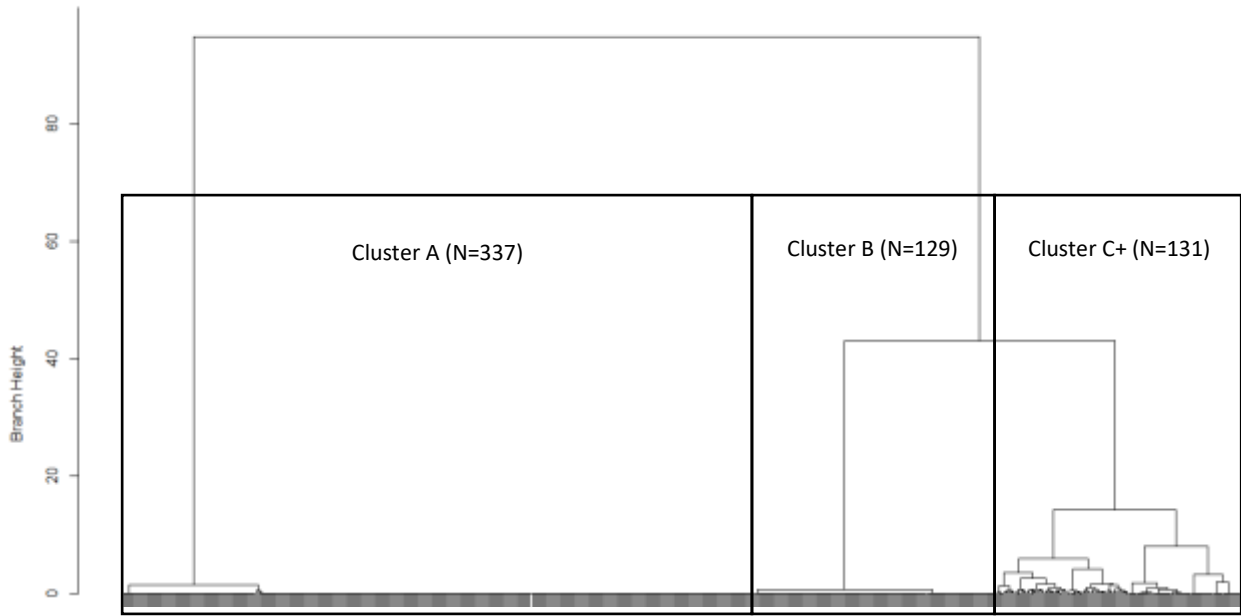 80
60
Cluster A (N=337)
Cluster B (N=129)
Cluster C+ (N=131)
40
Branch Height
20
0